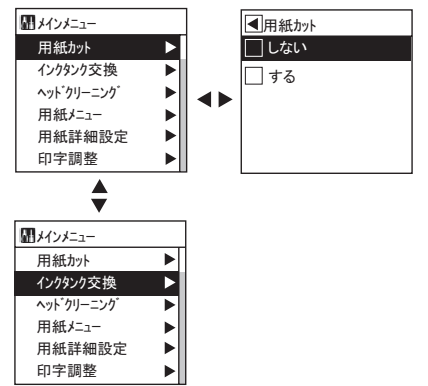 メインメニュー
用紙カット
インクタンク交換
ヘッドクリーニング
用紙メニュー
用紙詳細設定
印字調整
用紙カット
しない
する
メインメニュー
用紙カット
インクタンク交換
ヘッドクリーニング
用紙メニュー
用紙詳細設定
印字調整